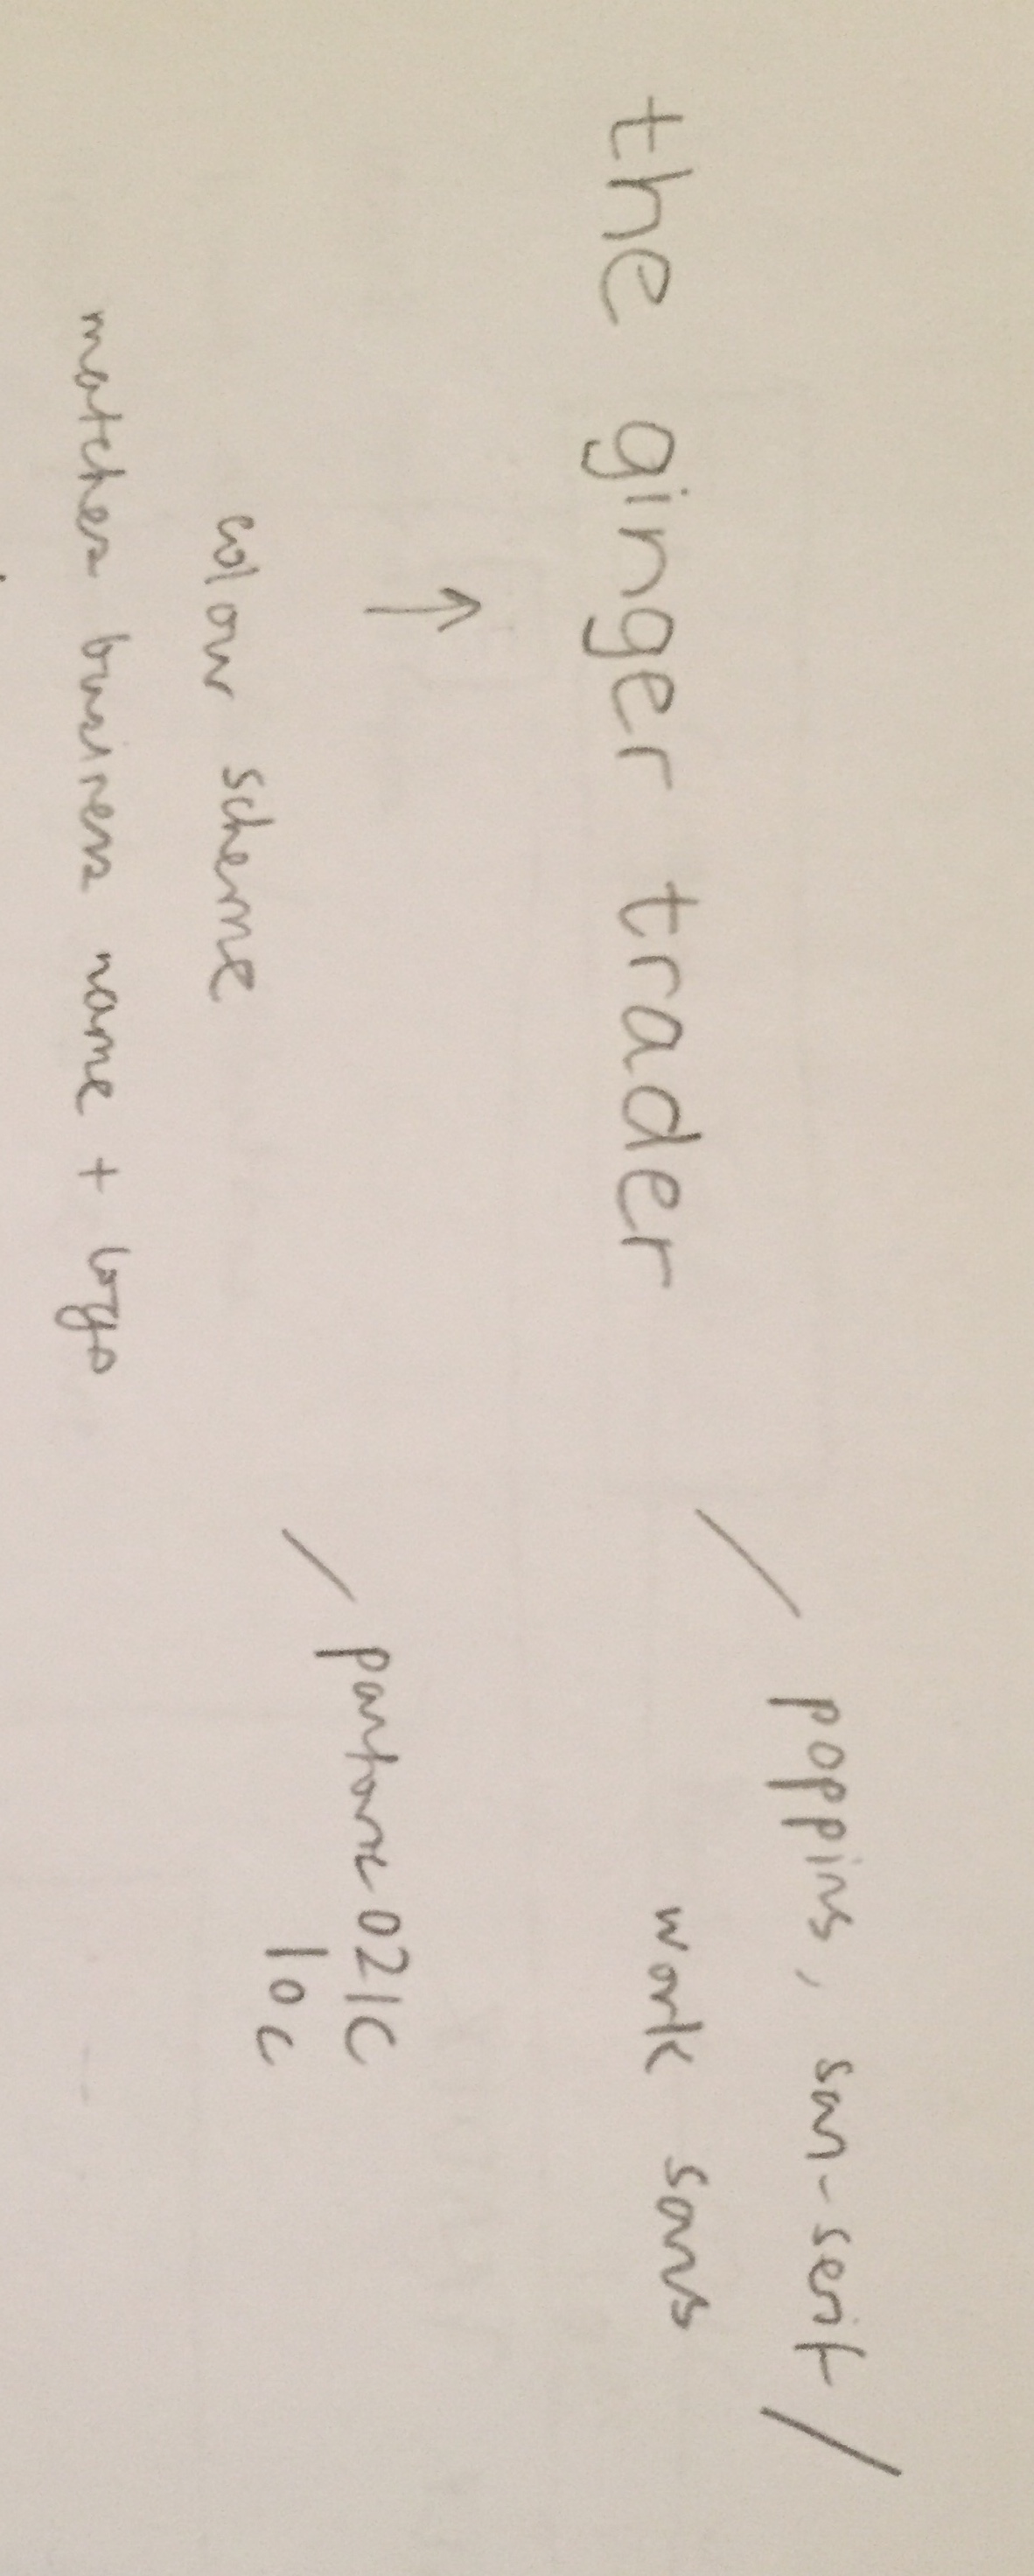 poppins, san-serif /
work sans
the ginger trader
pantone 021C
10c
colour scheme
matches business name + logo